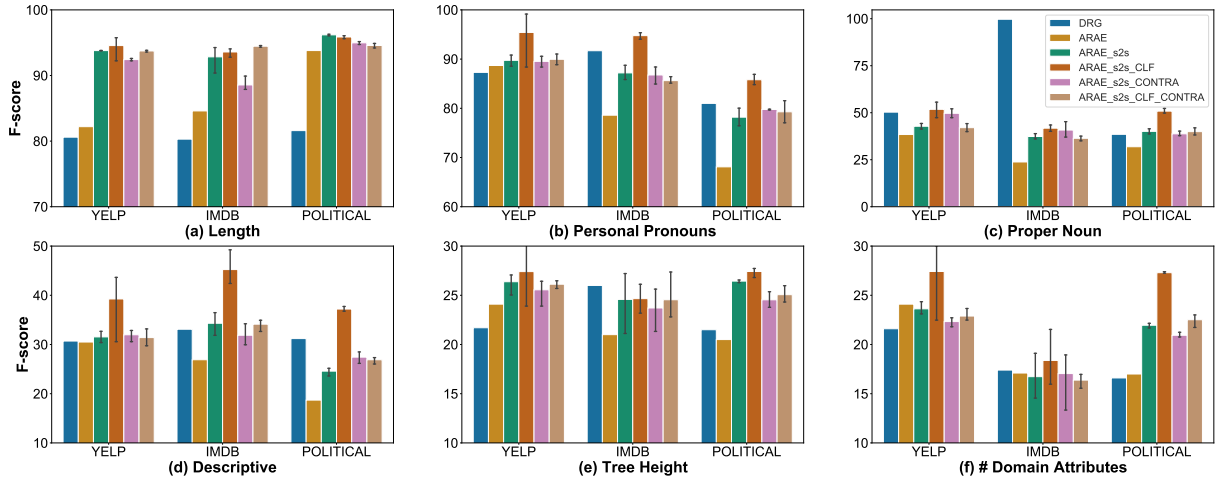 100
90
80
70
F-score
YELP
IMDB
POLITICAL
(a) Length
100
90
80
70
60
YELP
IMDB
POLITICAL
(b) Personal Pronouns
100
75
50
25
0
DRG
ARAE
ARAE_s2s
ARAE_s2s_CLF
ARAE_s2s_CONTRA
ARAE_s2s_CLF_CONTRA
YELP
IMDB
POLITICAL
(c) Proper Noun
50
40
30
20
10
F-score
YELP
IMDB
POLITICAL
(d) Descriptive
30
25
20
15
10
YELP
IMDB
POLITICAL
(e) Tree Height
30
25
20
15
10
YELP
IMDB
POLITICAL
(f) # Domain Attributes